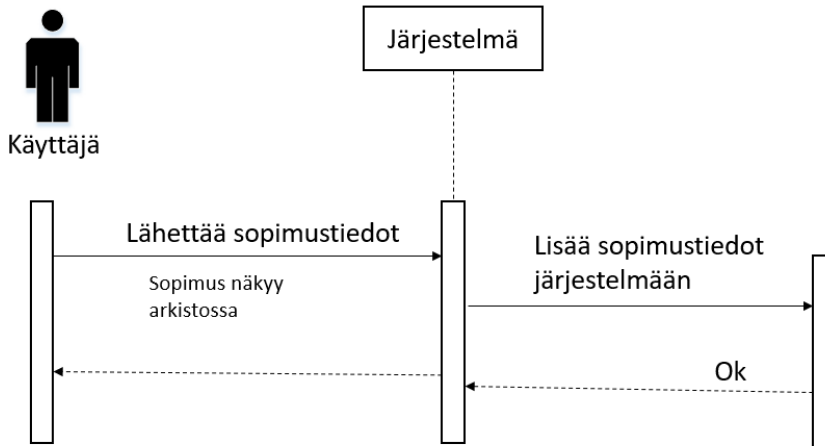 Järjestelmä
Käyttäjä
Lähettää sopimustiedot
Sopimus näkyy
arkistossa
Lisää sopimustiedot
järjestelmään
Ok